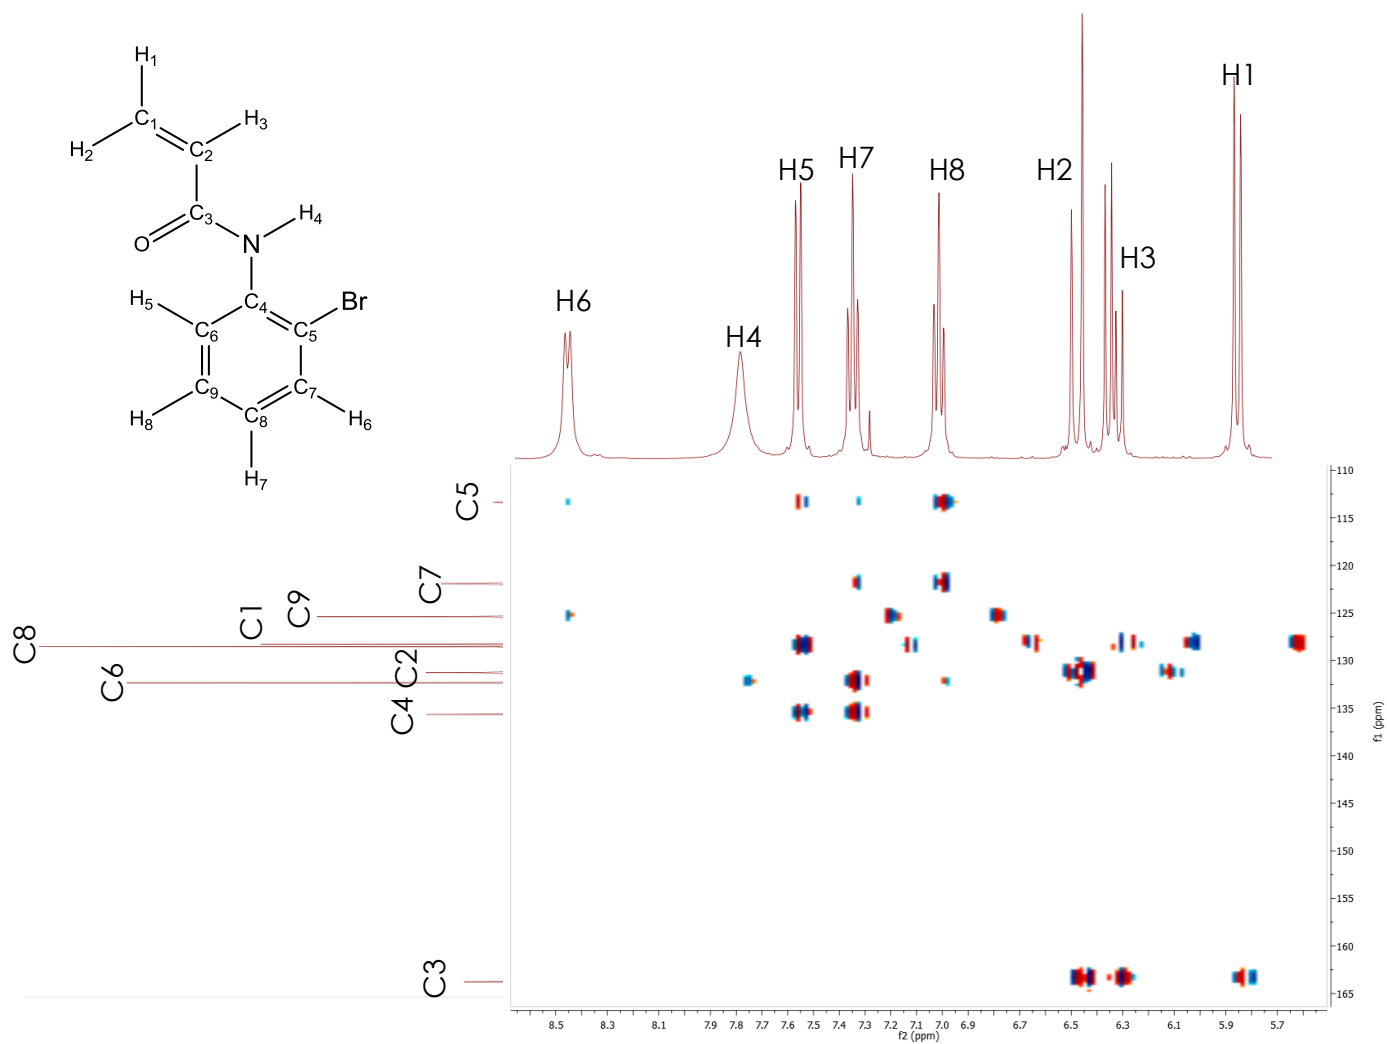 H1
C1
H3
H2
C2
C3
H4
O
N
H5
C4
Br
C6
C5
C9
C7
H8
C8
H6
H7
H6
H4
H5
H7
H8
H2
H3
H1
C5
C7
C9
C1
C8
C2
C6
C4
C3
110
115
120
125
130
135
140
145
150
155
160
165
f1 (ppm)
8.5 8.3 8.1 7.9 7.8 7.7 7.6 7.5 7.4 7.3 7.2 7.1 7.0 6.9 6.7 6.5 6.3 6.1 5.9 5.7
f2 (ppm)